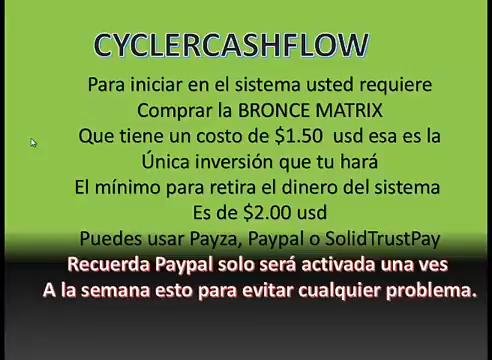 CYCLERCASHFLOW
Para iniciar en el sistema usted requiere
Comprar la BRONCE MATRIX
Que tiene un costo de $1.50 usd esa es la
Única inversión que tu hará
El mínimo para retira el dinero del sistema
Es de $2.00 usd
Puedes usar Payza, Paypal o SolidTrustPay
Recuerda Paypal solo será activada una ves
A la semana esto para evitar cualquier problema.